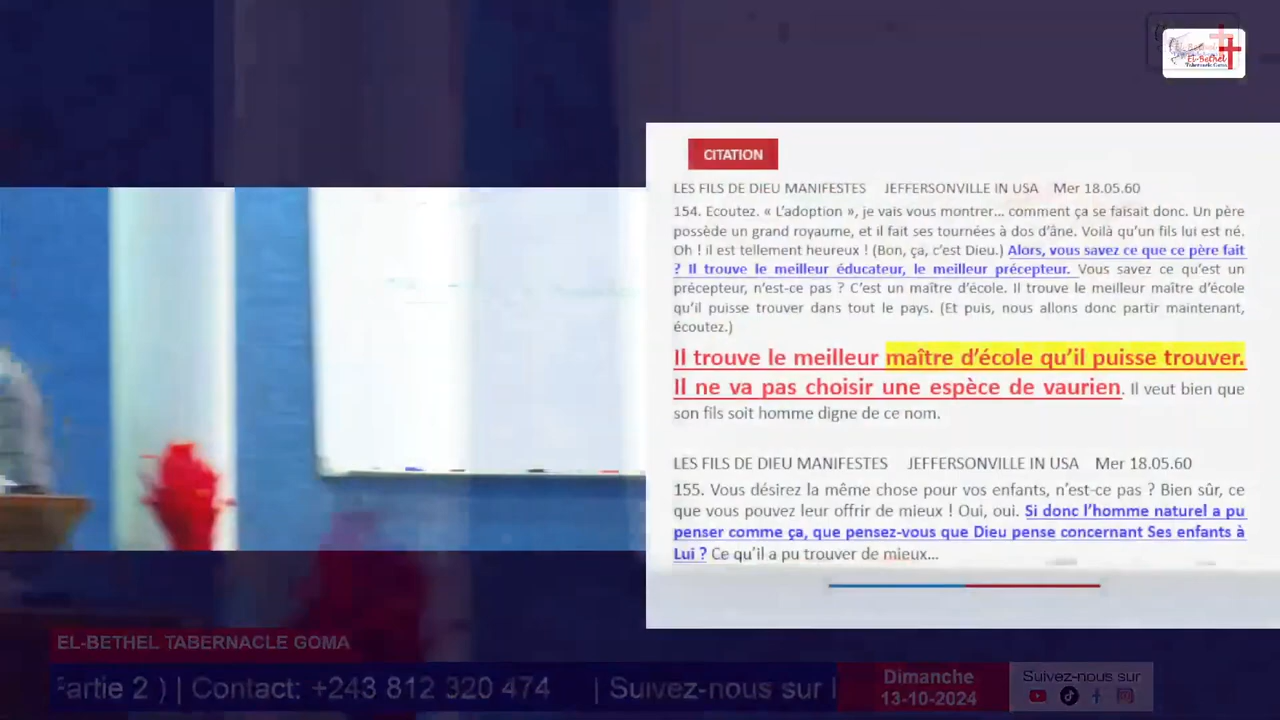 El-Bethel
Tabernacle Goma
CITATION
LES FILS DE DIEU MANIFESTES JEFFERSONVILLE IN USA Mer 18.05.60
154. Ecoutez. « L’adoption », je vais vous montrer… comment ça se faisait donc. Un père
possède un grand royaume, et il fait ses tournées à dos d’âne. Voilà qu’un fils lui est né.
Oh ! il est tellement heureux ! (Bon, ça, c’est Dieu.) Alors, vous savez ce que ce père fait
? Il trouve le meilleur éducateur, le meilleur précepteur. Vous savez ce qu’est un
précepteur, n’est-ce pas ? C’est un maître d’école. Il trouve le meilleur maître d’école
qu’il puisse trouver dans tout le pays. (Et puis, nous allons donc partir maintenant,
écoutez.)
Il trouve le meilleur maître d’école qu’il puisse trouver.
Il ne va pas choisir une espèce de vaurien. Il veut bien que
son fils soit homme digne de ce nom.
LES FILS DE DIEU MANIFESTES JEFFERSONVILLE IN USA Mer 18.05.60
155. Vous désirez la même chose pour vos enfants, n’est-ce pas ? Bien sûr, ce
que vous pouvez leur offrir de mieux ! Oui, oui. Si donc l’homme naturel a pu
penser comme ça, que pensez-vous que Dieu pense concernant Ses enfants à
Lui ? Ce qu’il a pu trouver de mieux…
EL-BETHEL TABERNACLE GOMA
Partie 2 ) | Contact: +243 812 320 474 | Suivez-nous sur l
Dimanche
13-10-2024
Suivez-nous sur